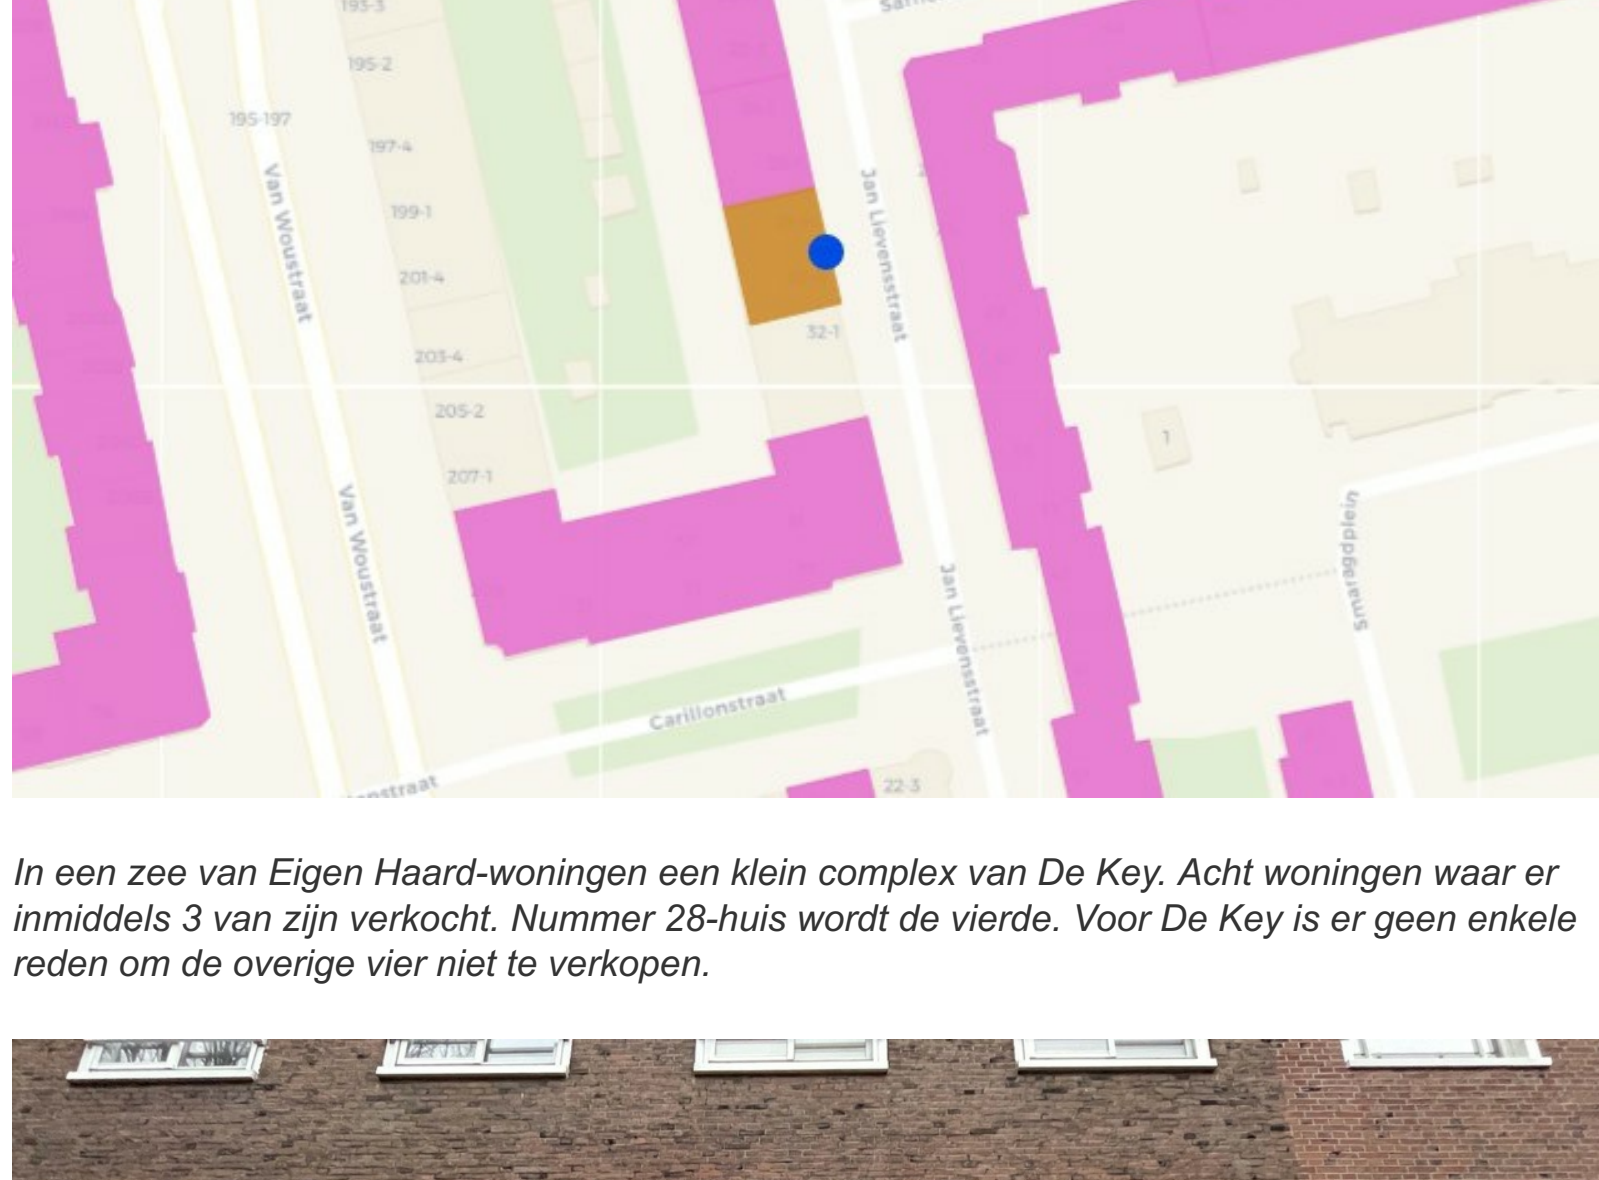 193-3
195-2
195-197
197-4
199-1
201-4
203-4
205-2
207-1
Van Woustraat
Van Woustraat
Jan Lievensstraat
32-1
1
Smaragdplein
Jan Lievensstraat
Carillonstraat
22-3
In een zee van Eigen Haard-woningen een klein complex van De Key. Acht woningen waar er
inmiddels 3 van zijn verkocht. Nummer 28-huis wordt de vierde. Voor De Key is er geen enkele
reden om de overige vier niet te verkopen.